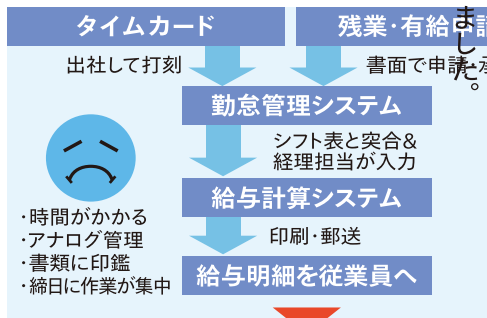 タイムカード
残業・有給申
ました。
出社して打刻
書面で申請・承
勤怠管理システム
シフト表と突合&
経理担当が入力
給与計算システム
・時間がかかる
・アナログ管理
・書類に印鑑
・締日に作業が集中
印刷・郵送
給与明細を従業員へ